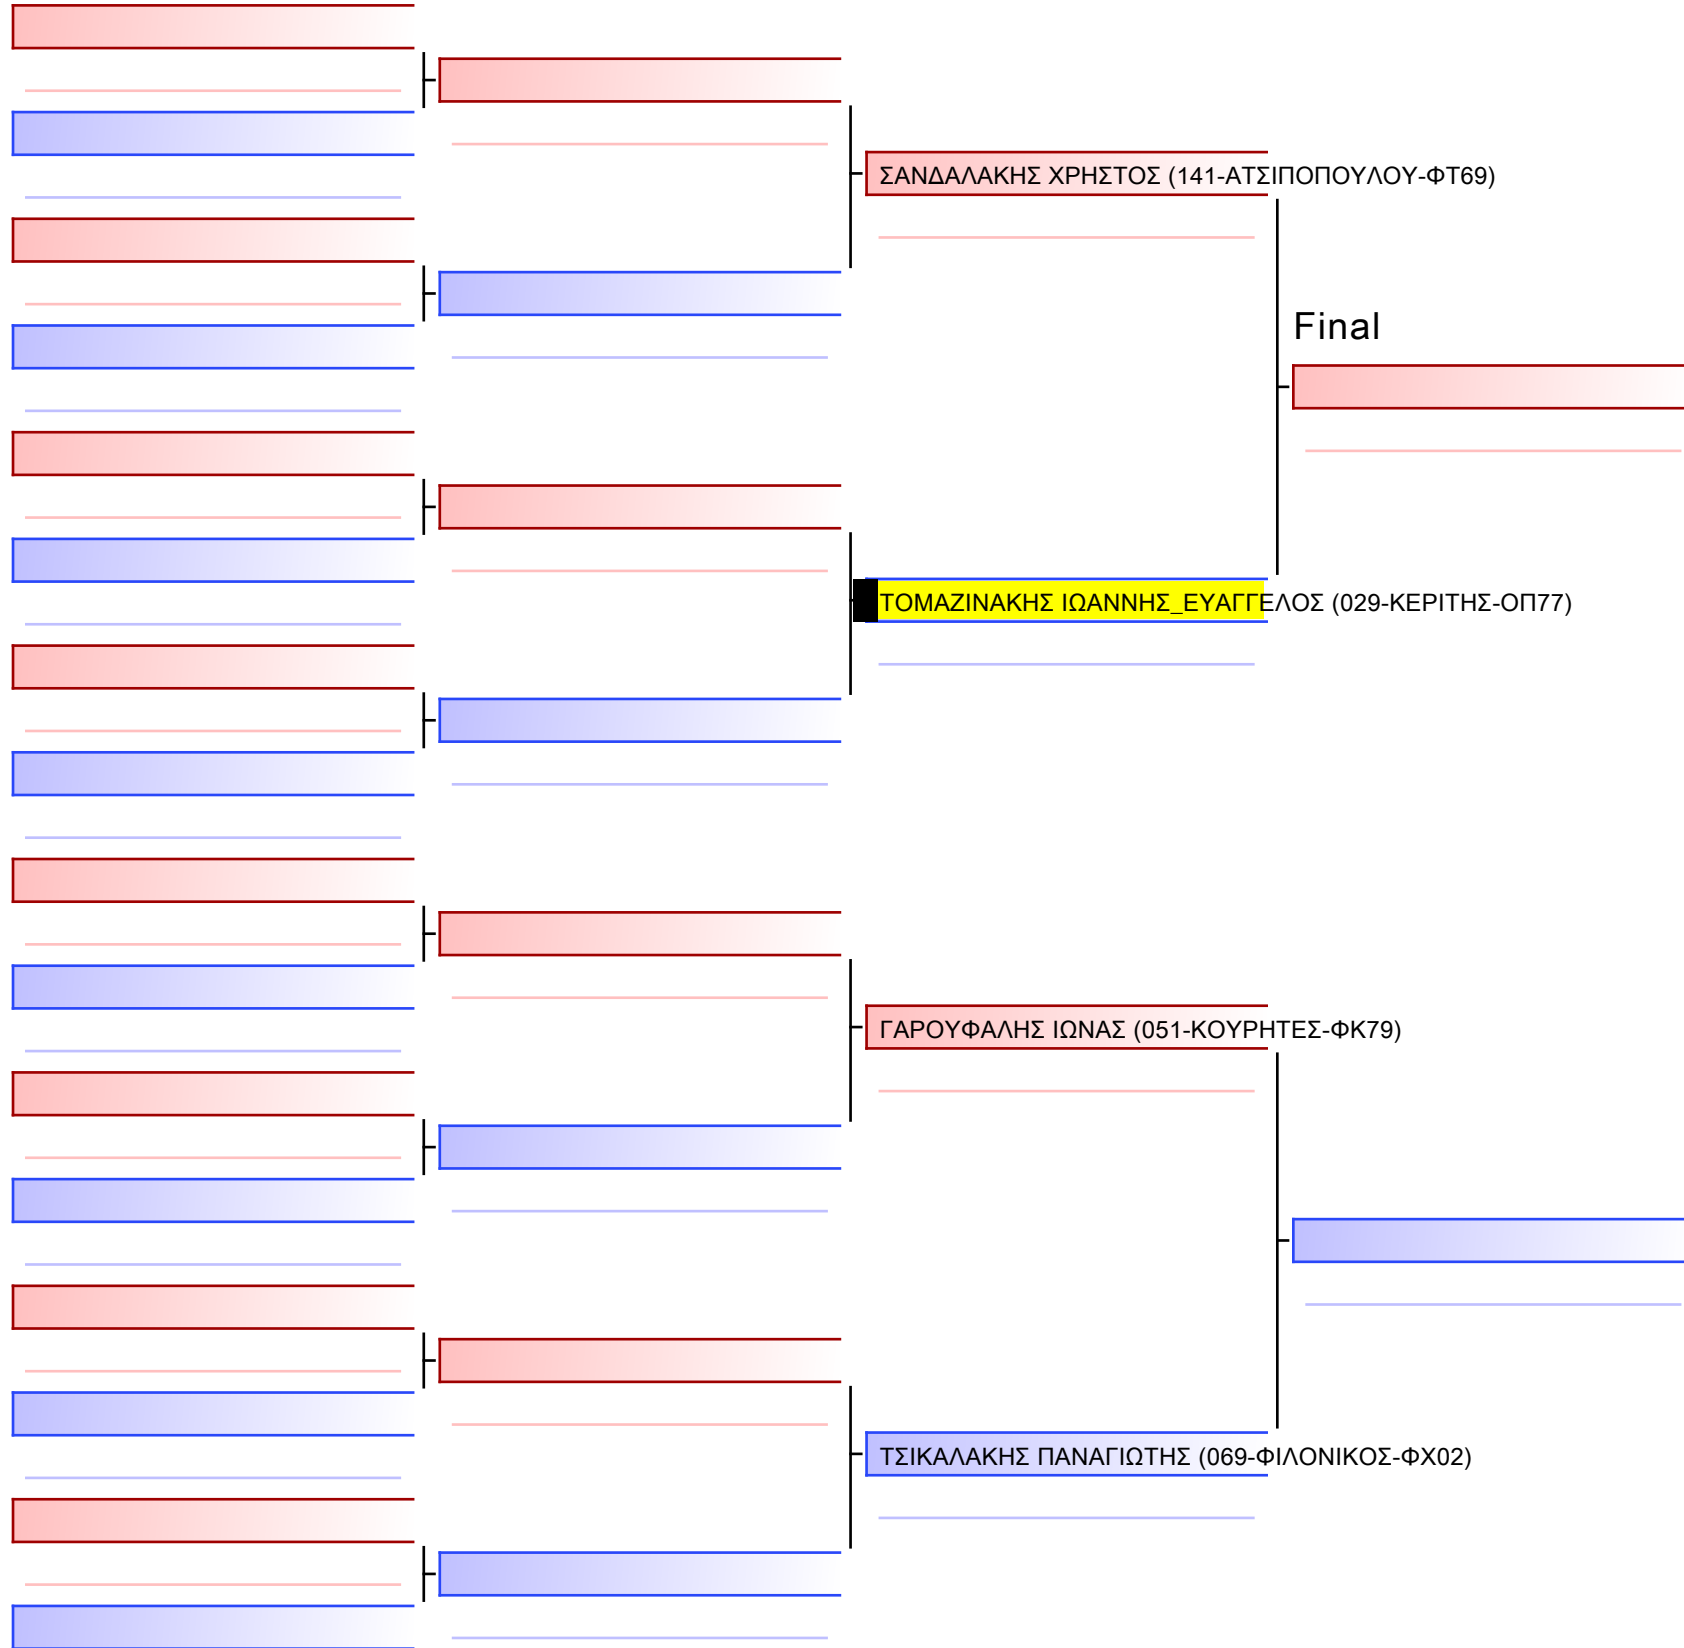 ΣΑΝΔΑΛΑΚΗΣ ΧΡΗΣΤΟΣ (141-ΑΤΣΙΠΟΠΟΥΛΟΥ-ΦΤ69)
Final
ΤΟΜΑΖΙΝΑΚΗΣ ΙΩΑΝΝΗΣ_ΕΥΑΓΓΕΛΟΣ (029-ΚΕΡΙΤΗΣ-ΟΠ77)
ΓΑΡΟΥΦΑΛΗΣ ΙΩΝΑΣ (051-ΚΟΥΡΗΤΕΣ-ΦΚ79)
ΤΣΙΚΑΛΑΚΗΣ ΠΑΝΑΓΙΩΤΗΣ (069-ΦΙΛΟΝΙΚΟΣ-ΦΧ02)